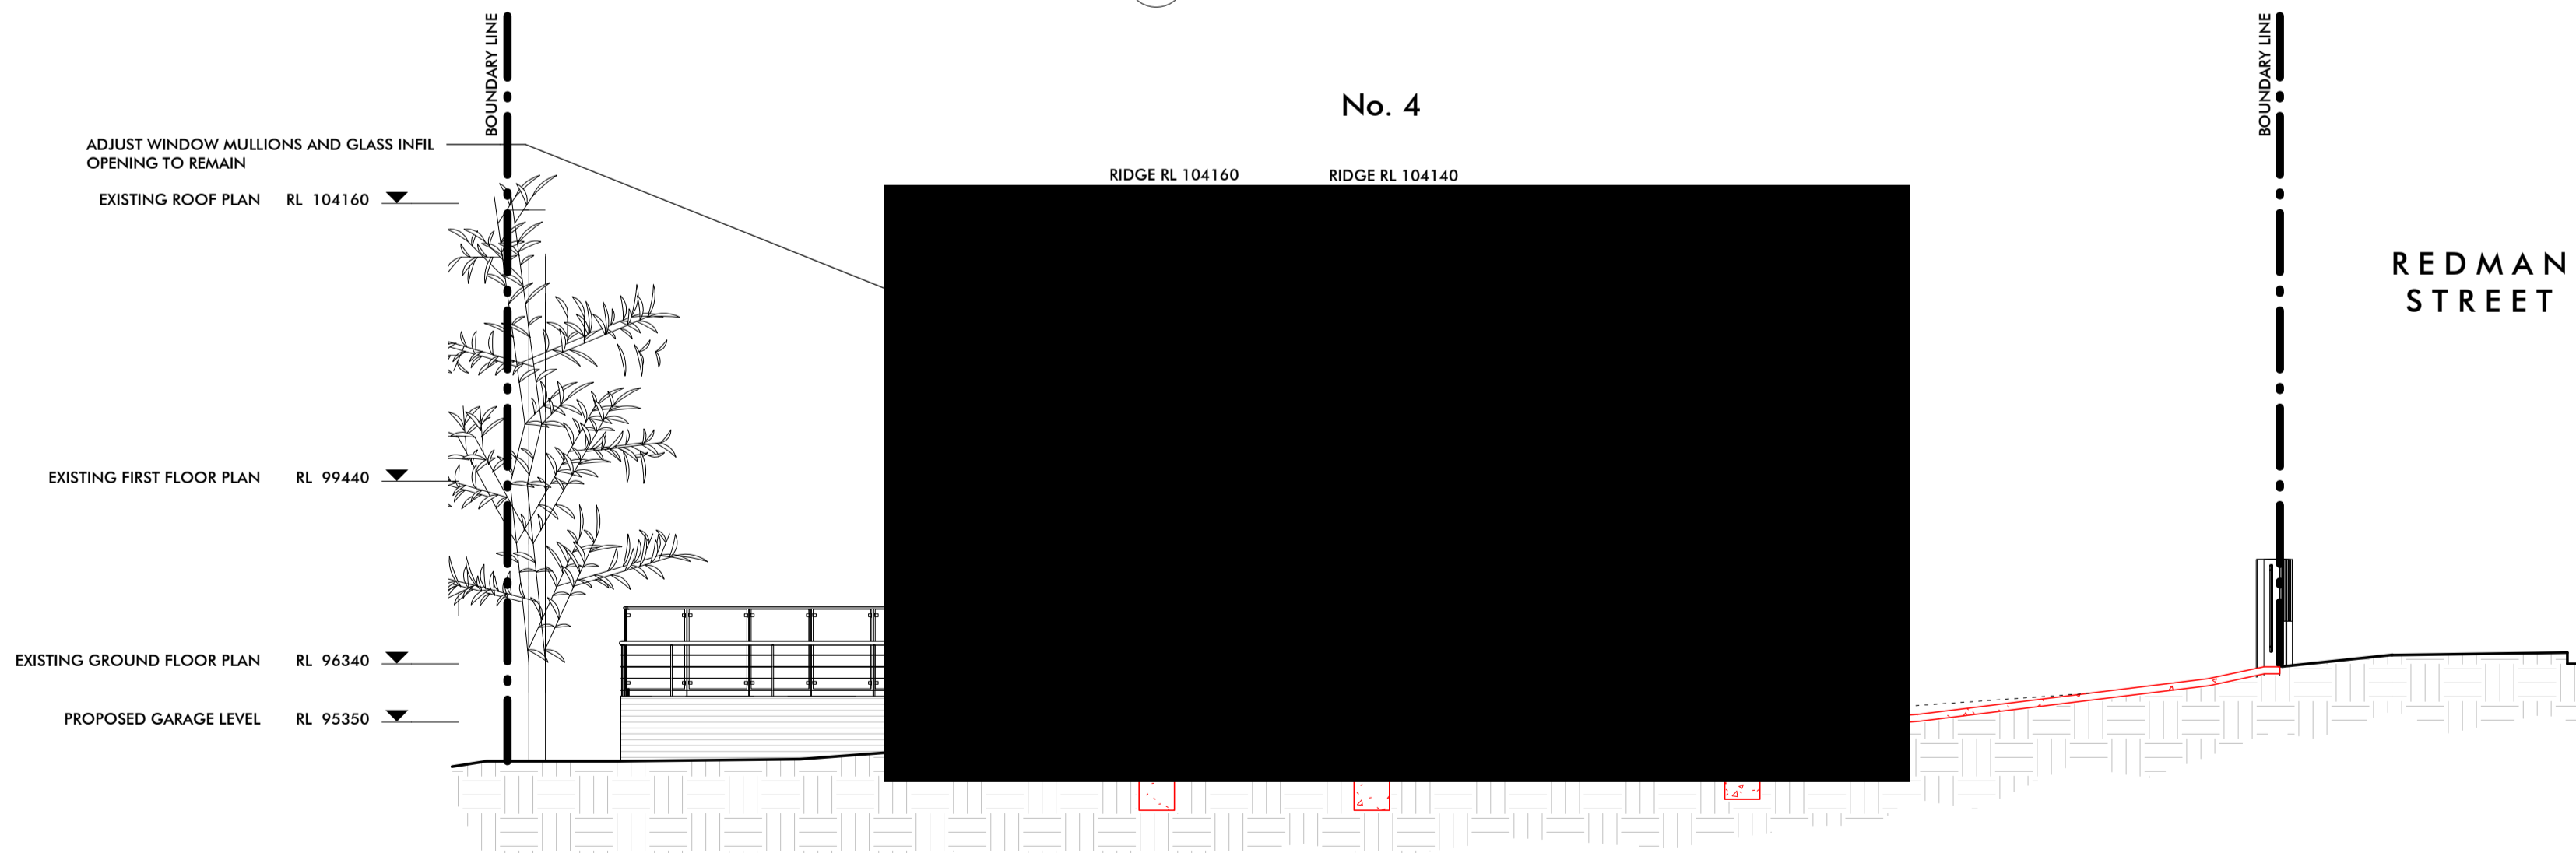 BOUNDARY LINE
BOUNDARY LINE
No. 4
ADJUST WINDOW MULLIONS AND GLASS INFIL
OPENING TO REMAIN
RIDGE RL 104160
RIDGE RL 104140
EXISTING ROOF PLAN RL 104160
REDMAN
STREET
EXISTING FIRST FLOOR PLAN RL 99440
EXISTING GROUND FLOOR PLAN RL 96340
PROPOSED GARAGE LEVEL RL 95350